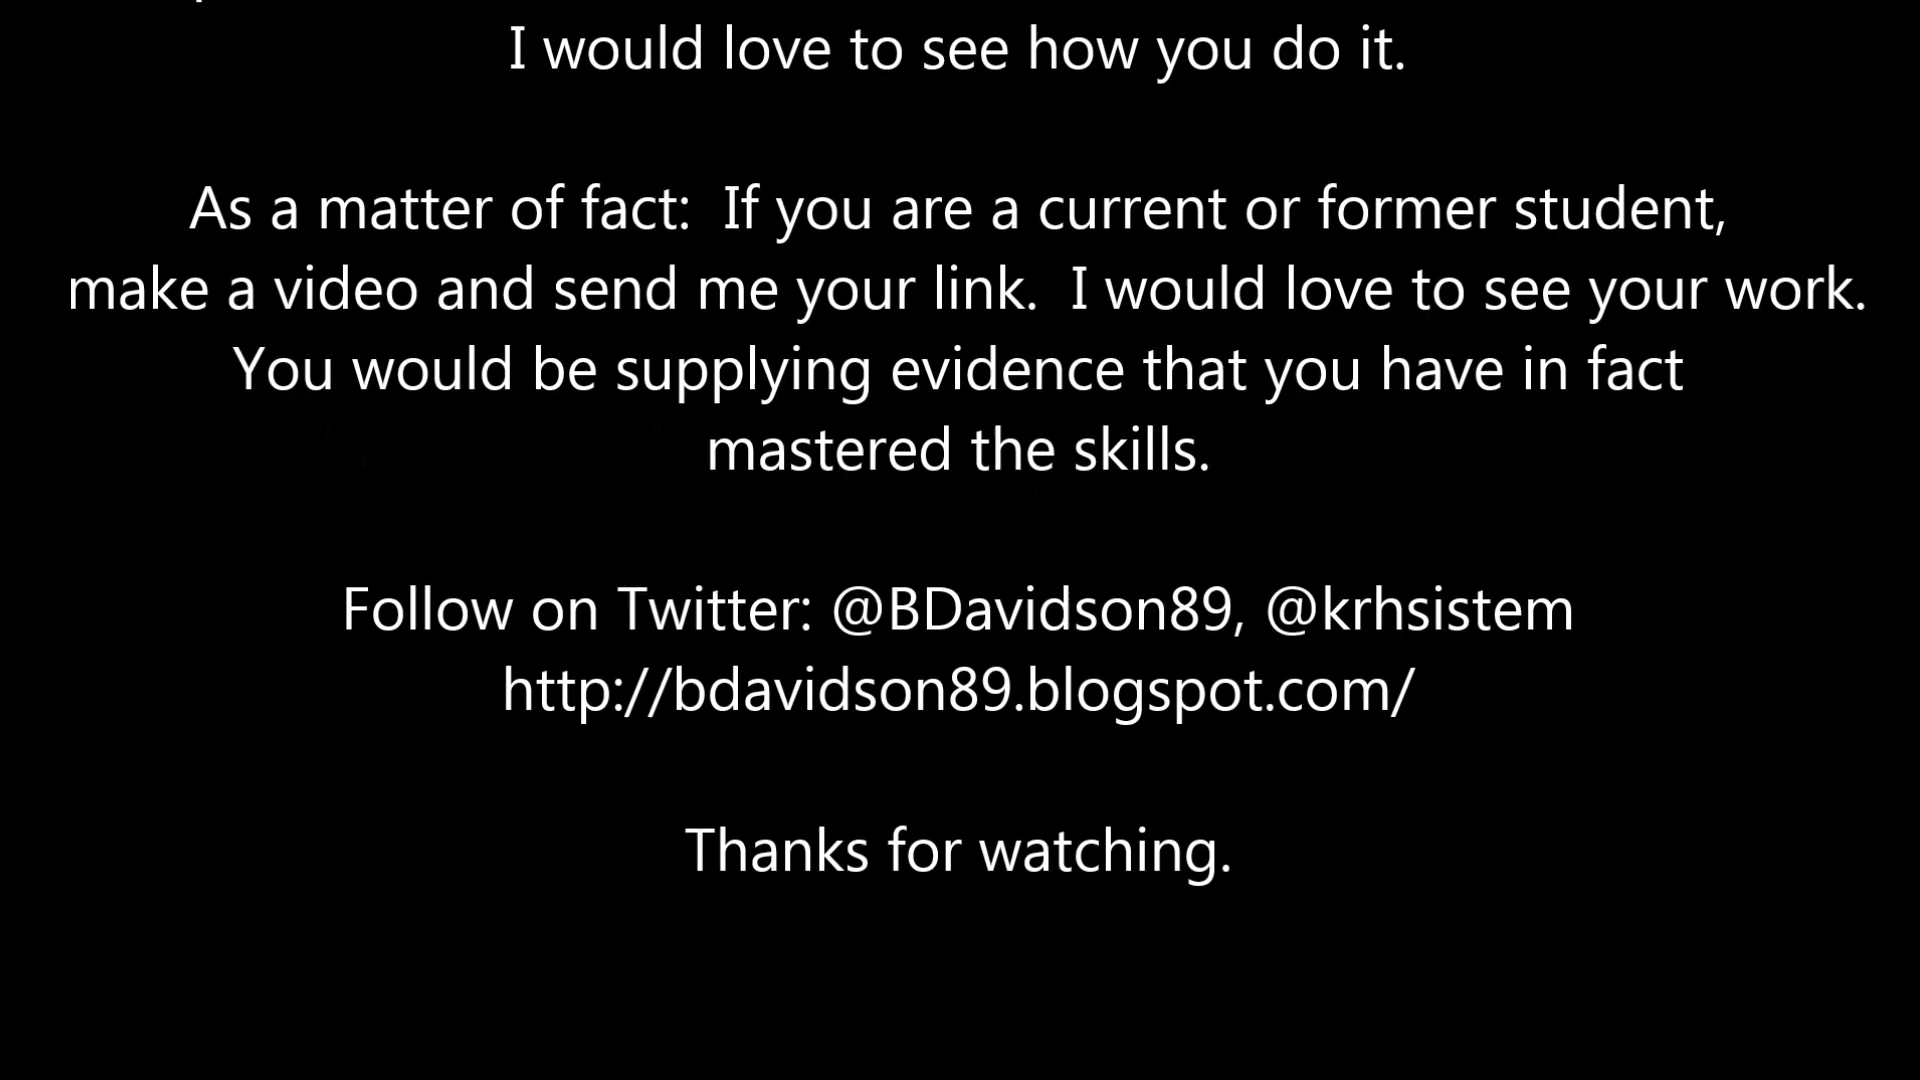 I would love to see how you do it.
As a matter of fact:  If you are a current or former student,
make a video and send me your link.  I would love to see your work.
You would be supplying evidence that you have in fact
mastered the skills.
Follow on Twitter: @BDavidson89, @krhsistem
http://bdavidson89.blogspot.com/
Thanks for watching.